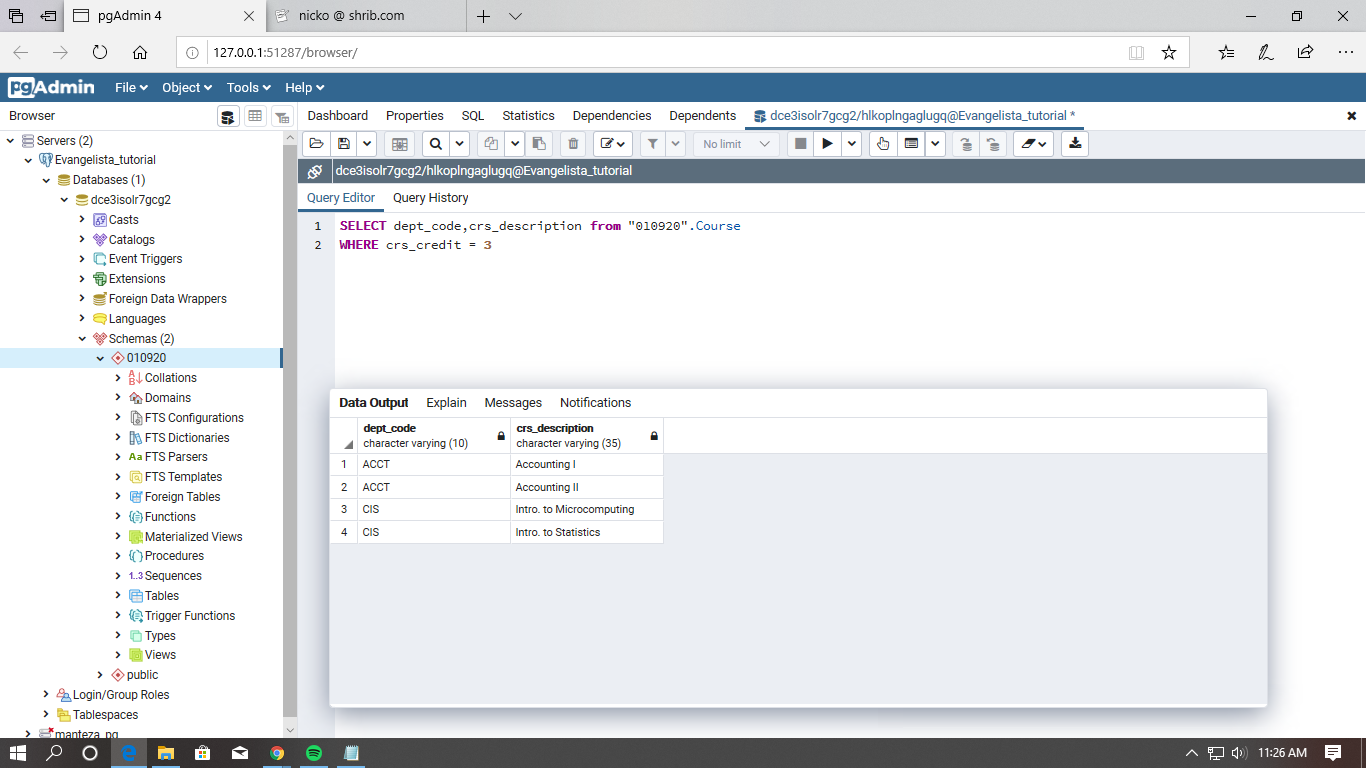 pgAdmin 4
nicko @ shrib.com
127.0.0.1:51287/browser/
pgAdmin File Object Tools Help
Browser
Dashboard Properties SQL Statistics Dependencies Dependents dce3isolr7gcg2/hlkoplngaglugq@Evangelista_tutorial *
No limit
dce3isolr7gcg2/hlkoplngaglugq@Evangelista_tutorial
Query Editor Query History
1 SELECT dept_code,crs_description from "010920".Course
2 WHERE crs_credit = 3
Servers (2)
Evangelista_tutorial
Databases (1)
dce3isolr7gcg2
Casts
Catalogs
Event Triggers
Extensions
Foreign Data Wrappers
Languages
Schemas (2)
010920
Collations
Domains
FTS Configurations
FTS Dictionaries
Aa FTS Parsers
FTS Templates
Foreign Tables
Functions
Materialized Views
Procedures
1..3 Sequences
Tables
Trigger Functions
Types
Views
public
Login/Group Roles
Tablespaces
manteza_pg
Data Output Explain Messages Notifications
dept_code crs_description
character varying (10) character varying (35)
1 ACCT Accounting I
2 ACCT Accounting II
3 CIS Intro. to Microcomputing
4 CIS Intro. to Statistics
11:26 AM